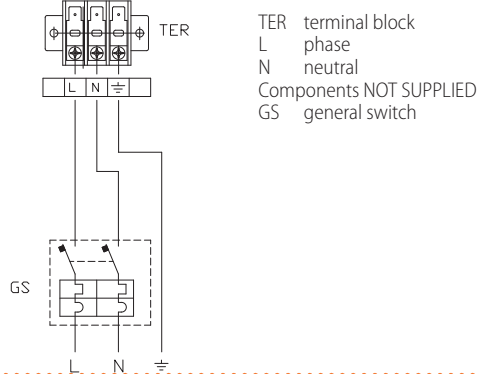 TER
L N
GS
L N
TER terminal block
L phase
N neutral
Components NOT SUPPLIED
GS general switch